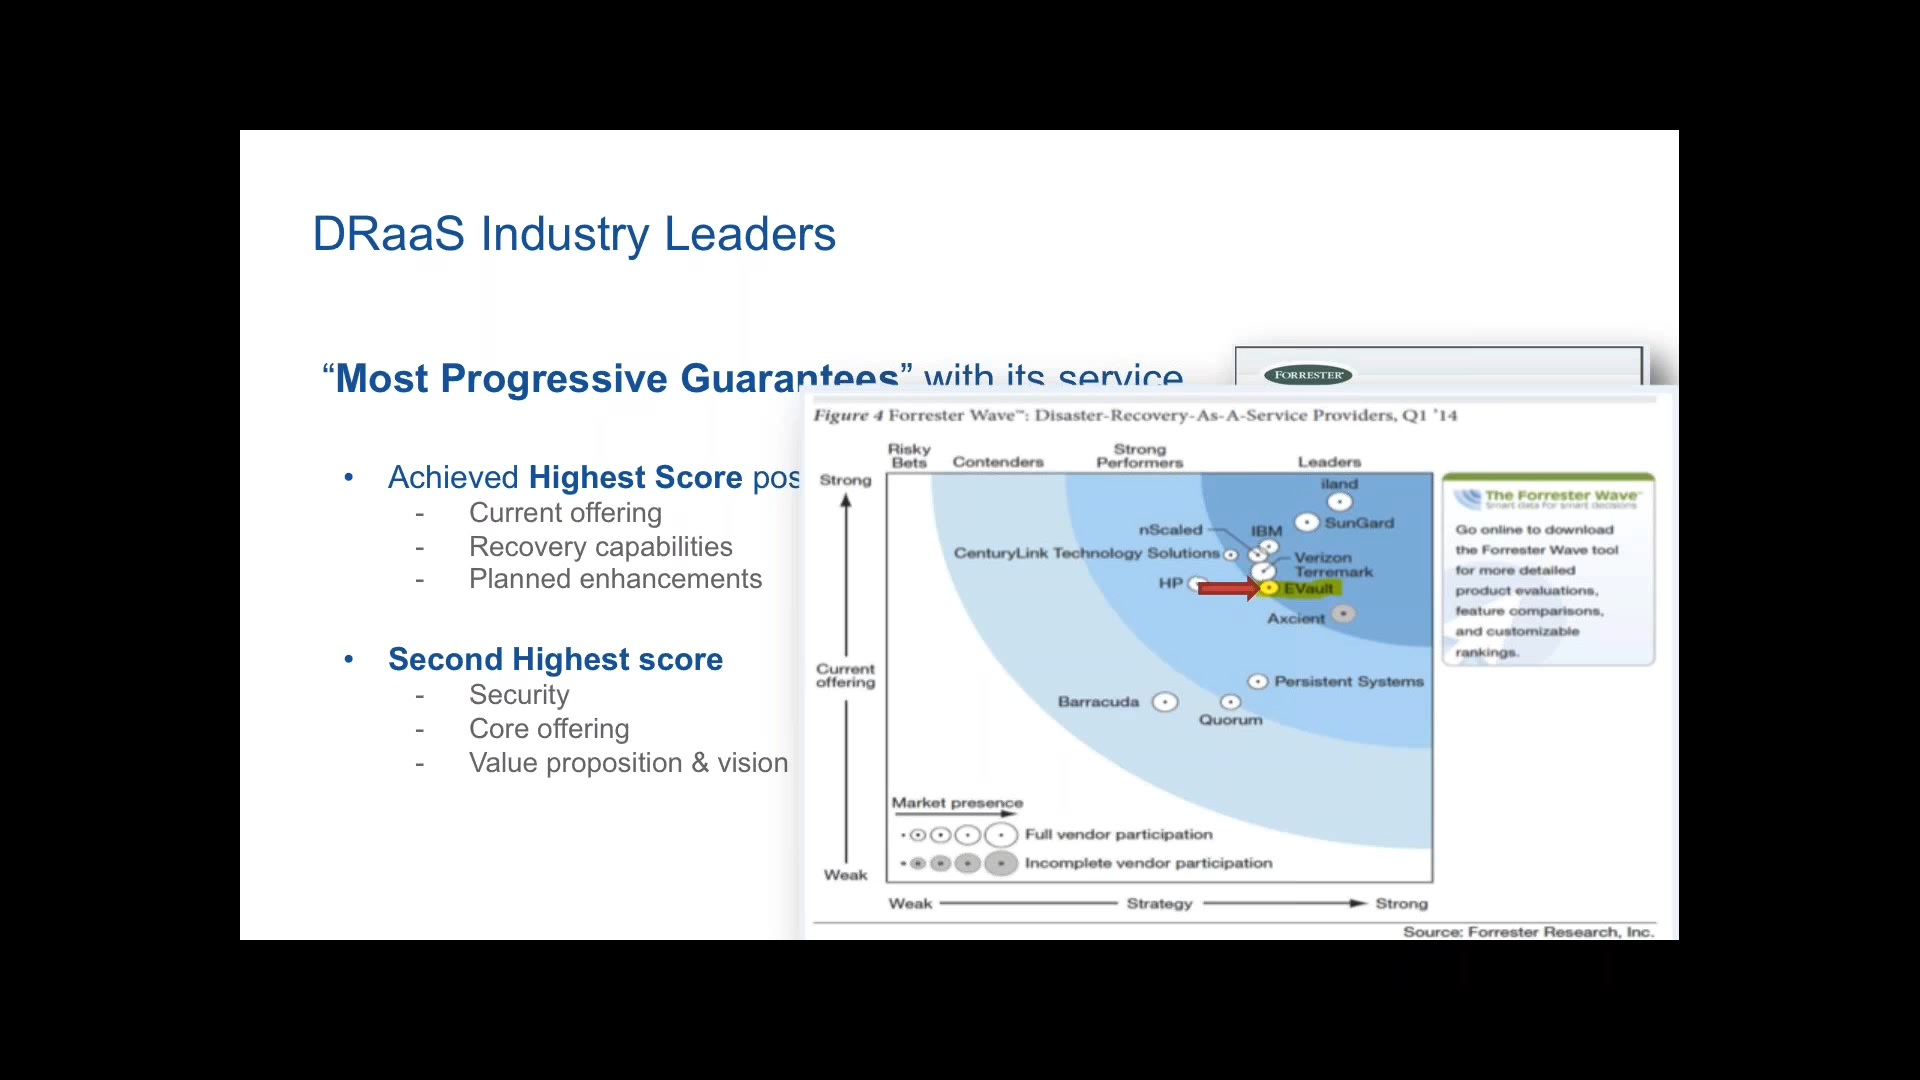 DRaaS Industry Leaders
“Most Progressive Guarantees” with its service
FORRESTER
• Achieved Highest Score pos
- Current offering
- Recovery capabilities
- Planned enhancements
• Second Highest score
- Security
- Core offering
- Value proposition & vision
Figure 4 Forrester Wave™: Disaster-Recovery-As-A-Service Providers, Q1 ’14
Risky
Bets
Contenders
Strong
Performers
Leaders
Strong
iland
SunGard
nScaled
IBM
CenturyLink Technology Solutions
Verizon
Terremark
HP
EVault
Axcient
Current
offering
Persistent Systems
Barracuda
Quorum
Market presence
Full vendor participation
Incomplete vendor participation
Weak
Weak
Strategy
Strong
The Forrester Wave™
Smart data for smart decisions
Go online to download
the Forrester Wave tool
for more detailed
product evaluations,
feature comparisons,
and customizable
rankings.
Source: Forrester Research, Inc.